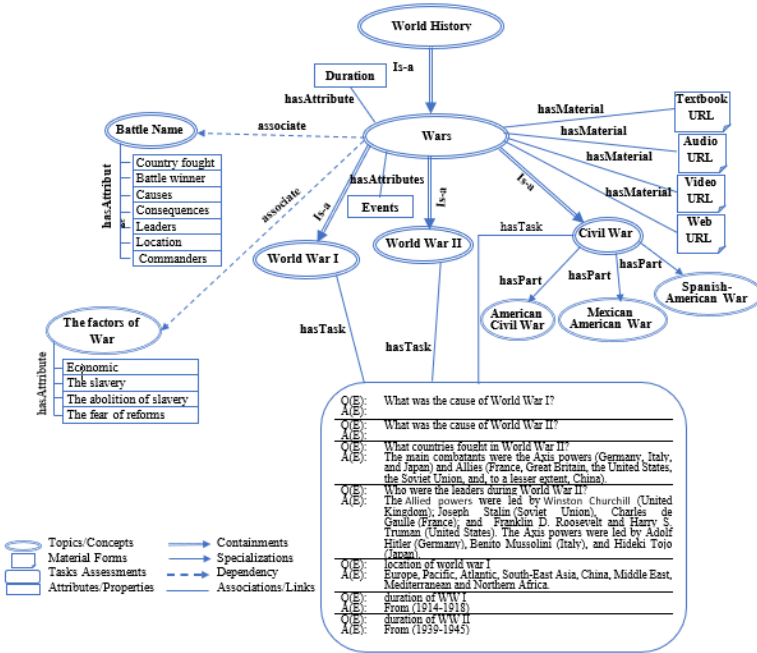 World History
Is-a
Duration
hasAttribute
Wars
hasMaterial
Textbook
URL
hasMaterial
Audio
URL
hasMaterial
Video
URL
hasMaterial
Web
URL
Battle Name
associate
hasAttribut
es
Country fought
Battle winner
Causes
Consequences
Leaders
Location
Commanders
associate
Is-a
hasAttributes
Events
Is-a
Is-a
World War I
World War II
hasTask
Civil War
hasPart
hasPart
hasPart
American
Civil War
Mexican
American War
Spanish-
American War
The factors of
War
hasAttribute
Economic
The slavery
The abolition of slavery
The fear of reforms
hasTask
hasTask
Q(E): What was the cause of World War I?
A(E):
Q(E): What was the cause of World War II?
A(E):
Q(E): What countries fought in World War II?
A(E): The main combatants were the Axis powers (Germany, Italy,
and Japan) and Allies (France, Great Britain, the United States,
the Soviet Union, and, to a lesser extent, China).
Q(E): Who were the leaders during World War II?
A(E): The Allied powers were led by Winston Churchill (United
Kingdom); Joseph Stalin (Soviet Union), Charles de
Gaulle (France); and Franklin D. Roosevelt and Harry S.
Truman (United States). The Axis powers were led by Adolf
Hitler (Germany), Benito Mussolini (Italy), and Hideki Tojo
(Japan).
Q(E): location of world war I
A(E): Europe, Pacific, Atlantic, South-East Asia, China, Middle East,
Mediterranean and Northern Africa.
Q(E): duration of WW I
A(E): From (1914-1918)
Q(E): duration of WW II
A(E): From (1939-1945)
Topics/Concepts
Material Forms
Tasks Assessments
Attributes/Properties
Containments
Specializations
Dependency
Associations/Links